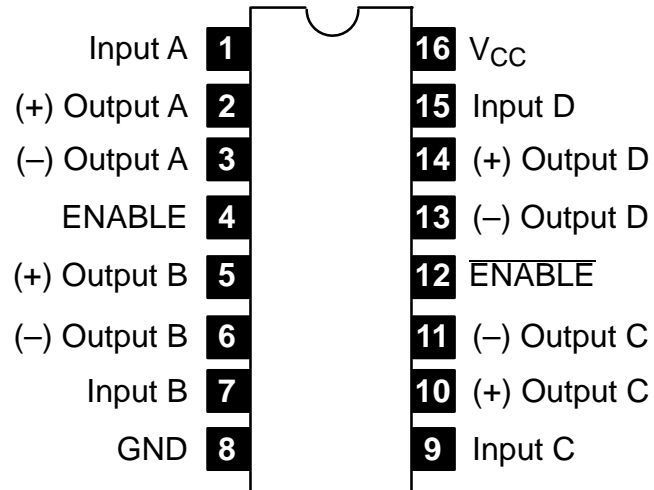 Input A 1
(+) Output A 2
(–) Output A 3
ENABLE 4
(+) Output B 5
(–) Output B 6
Input B 7
GND 8
16 VCC
15 Input D
14 (+) Output D
13 (–) Output D
12 E̅N̅A̅B̅L̅E̅
11 (–) Output C
10 (+) Output C
9 Input C